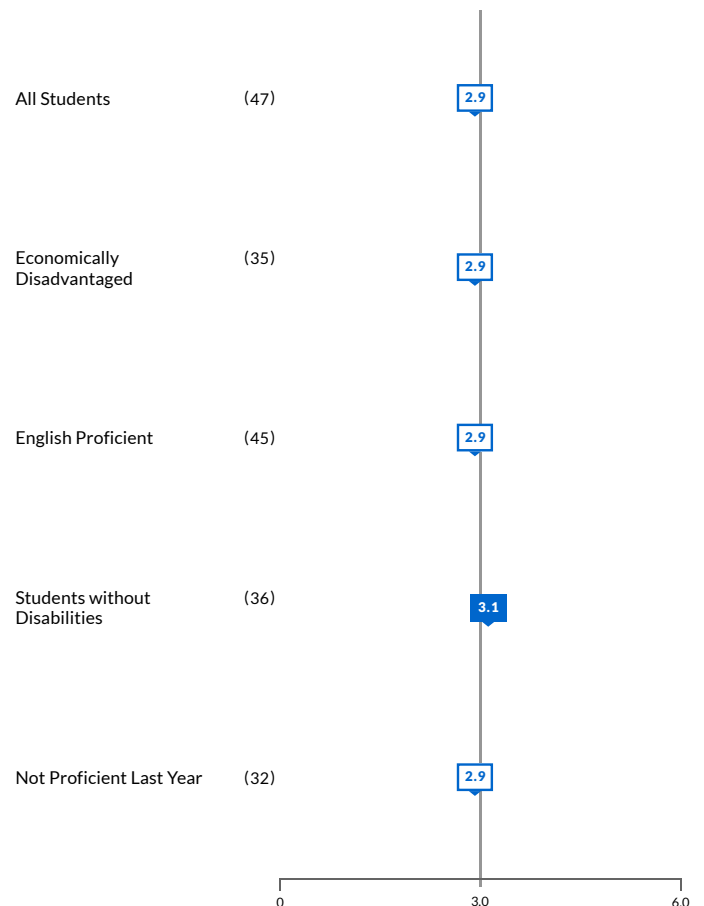 All Students (47) 2.9
Economically (35) 2.9
Disadvantaged
English Proficient (45) 2.9
Students without (36) 3.1
Disabilities
Not Proficient Last Year (32) 2.9
0 3.0 6.0